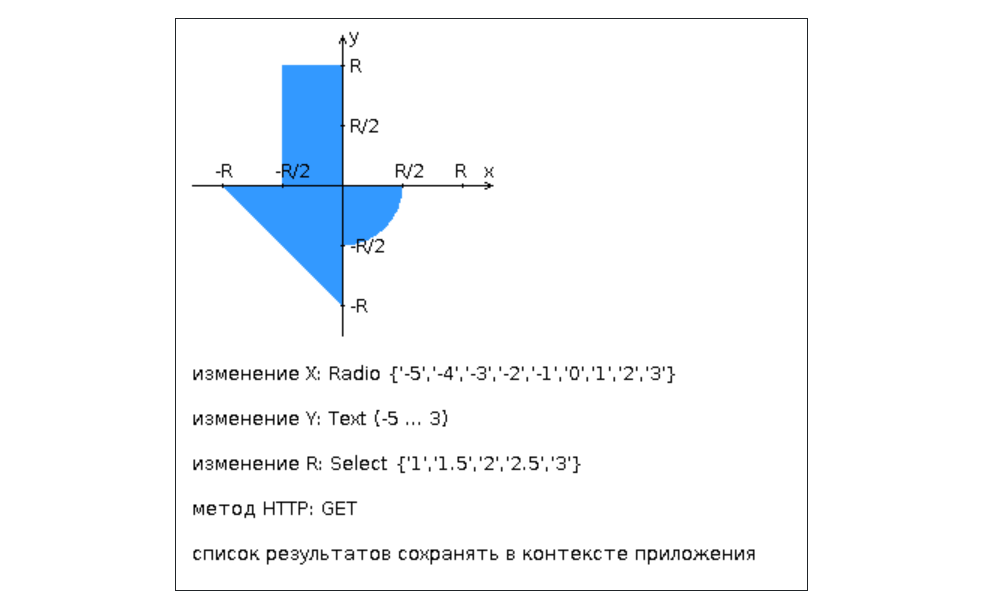 y
R
R/2
-R -R/2 R/2 R x
-R/2
-R
изменение X: Radio {'-5','-4','-3','-2','-1','0','1','2','3'}
изменение Y: Text (-5 ... 3)
изменение R: Select {'1','1.5','2','2.5','3'}
метод HTTP: GET
список результатов сохранять в контексте приложения